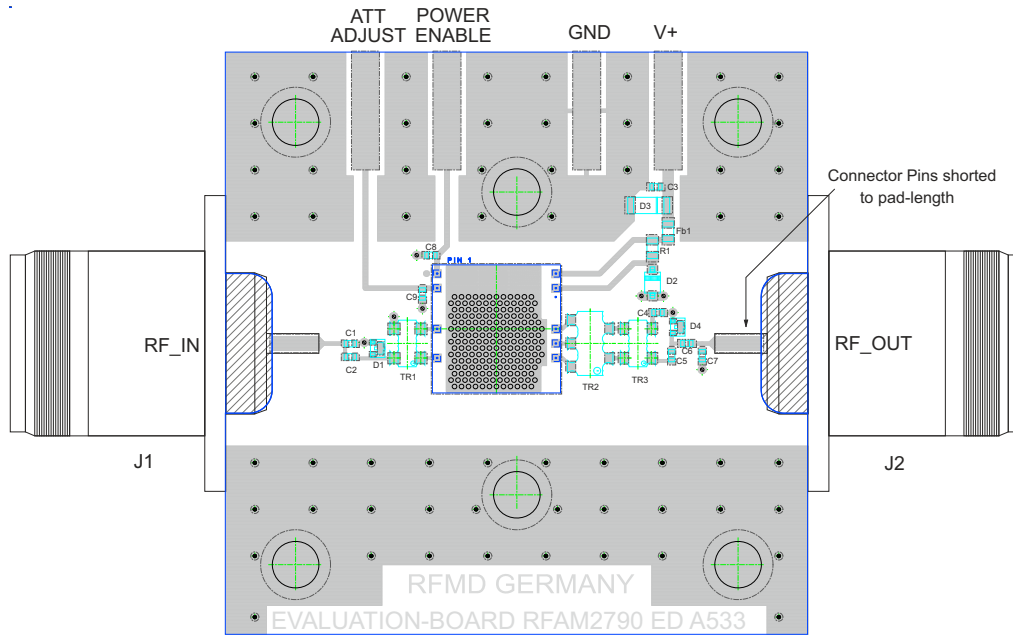 ATT
ADJUST
POWER
ENABLE
GND
V+
Connector Pins shorted
to pad-length
C3
D3
Fb1
R1
C8
PIN 1
D2
C9
C4
D4
RF_IN
C1
C2
D1
TR1
TR2
TR3
C5
C6
C7
RF_OUT
J1
J2
RFMD GERMANY
EVALUATION-BOARD RFAM2790 ED A533